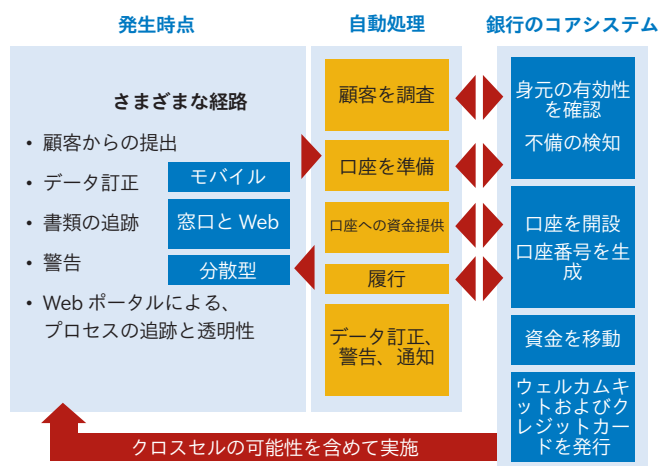 発生時点
さまざまな経路
• 顧客からの提出
• データ訂正
• 書類の追跡
• 警告
• Web ポータルによる、
プロセスの追跡と透明性
モバイル
窓口と Web
分散型
自動処理
顧客を調査
口座を準備
口座への資金提供
履行
データ訂正、
警告、通知
銀行のコアシステム
身元の有効性
を確認
不備の検知
口座を開設
口座番号を生
成
資金を移動
ウェルカムキ
ットおよびク
レジットカー
ドを発行
クロスセルの可能性を含めて実施